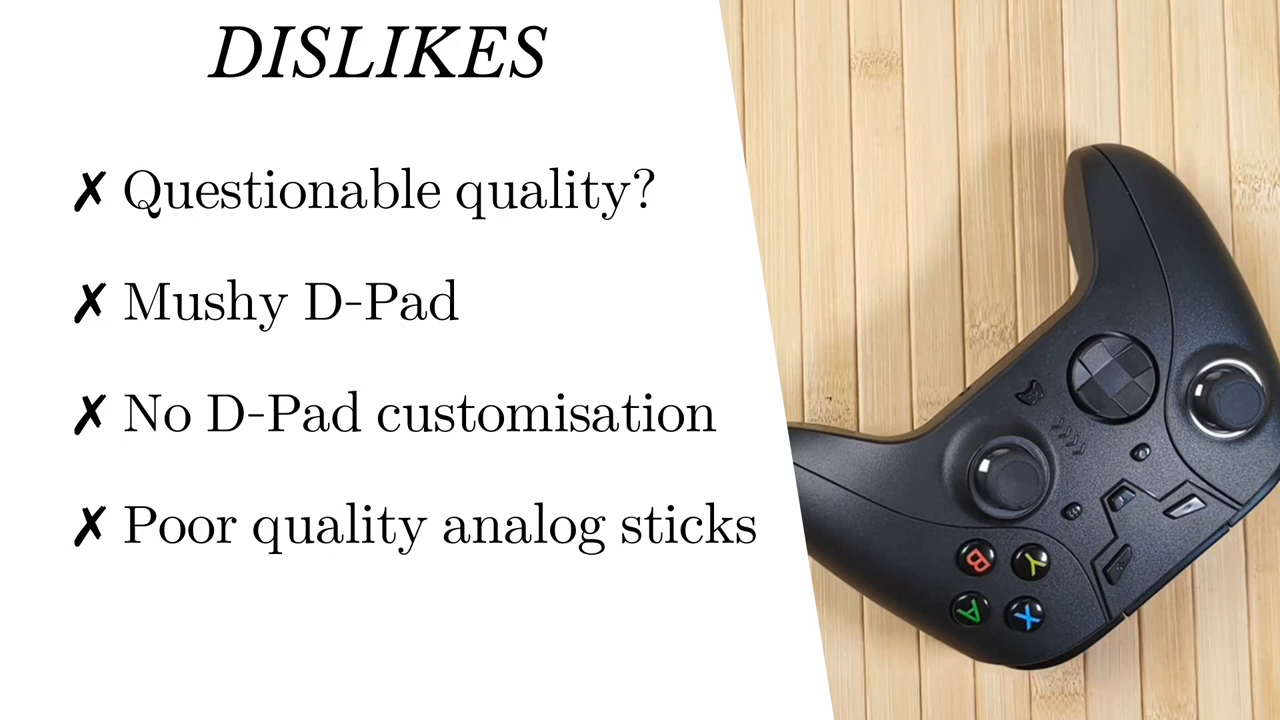 DISLIKES
✗ Questionable quality?
✗ Mushy D-Pad
✗ No D-Pad customisation
✗ Poor quality analog sticks
B
Y
A
X